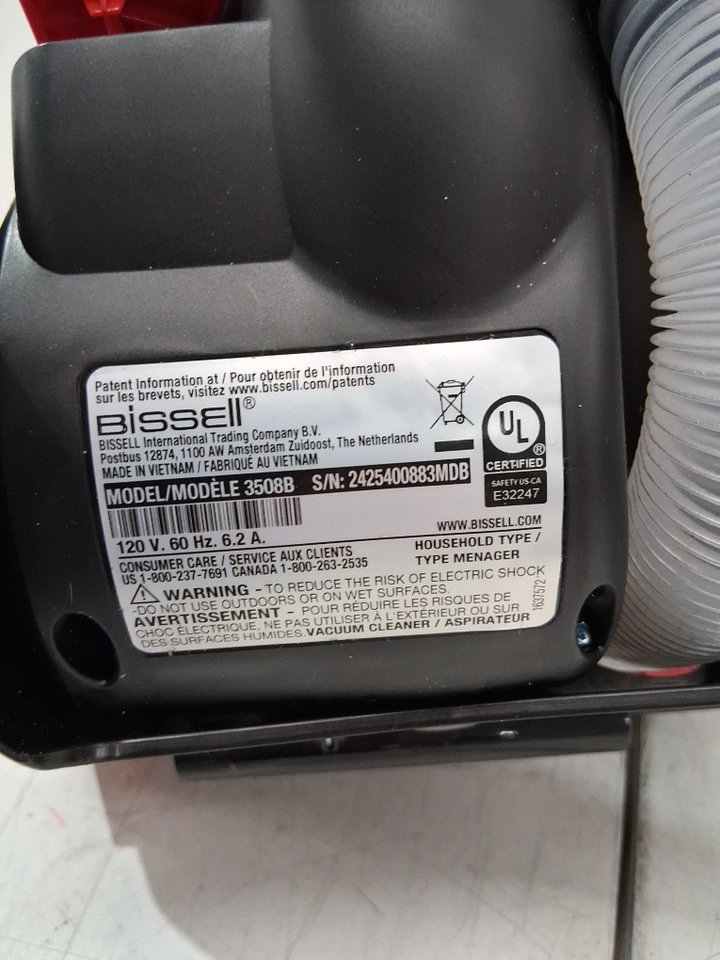 Patent Information at / Pour obtenir de l'information
sur les brevets, visitez www.bissell.com/patents
BISSELL®
BISSELL International Trading Company B.V.
Postbus 12874, 1100 AW Amsterdam Zuidoost, The Netherlands
MADE IN VIETNAM / FABRIQUÉ AU VIETNAM
UL®
CERTIFIED
SAFETY US-CA
E32247
MODEL/MODÈLE 3508B S/N: 2425400883MDB
WWW.BISSELL.COM
120 V. 60 Hz. 6.2 A.
HOUSEHOLD TYPE /
TYPE MENAGER
CONSUMER CARE / SERVICE AUX CLIENTS
US 1-800-237-7691 CANADA 1-800-263-2535
WARNING - TO REDUCE THE RISK OF ELECTRIC SHOCK
-DO NOT USE OUTDOORS OR ON WET SURFACES.
AVERTISSEMENT - POUR RÉDUIRE LES RISQUES DE
CHOC ÉLECTRIQUE, NE PAS UTILISER À L'EXTÉRIEUR OU SUR
DES SURFACES HUMIDES. VACUUM CLEANER / ASPIRATEUR
1637572